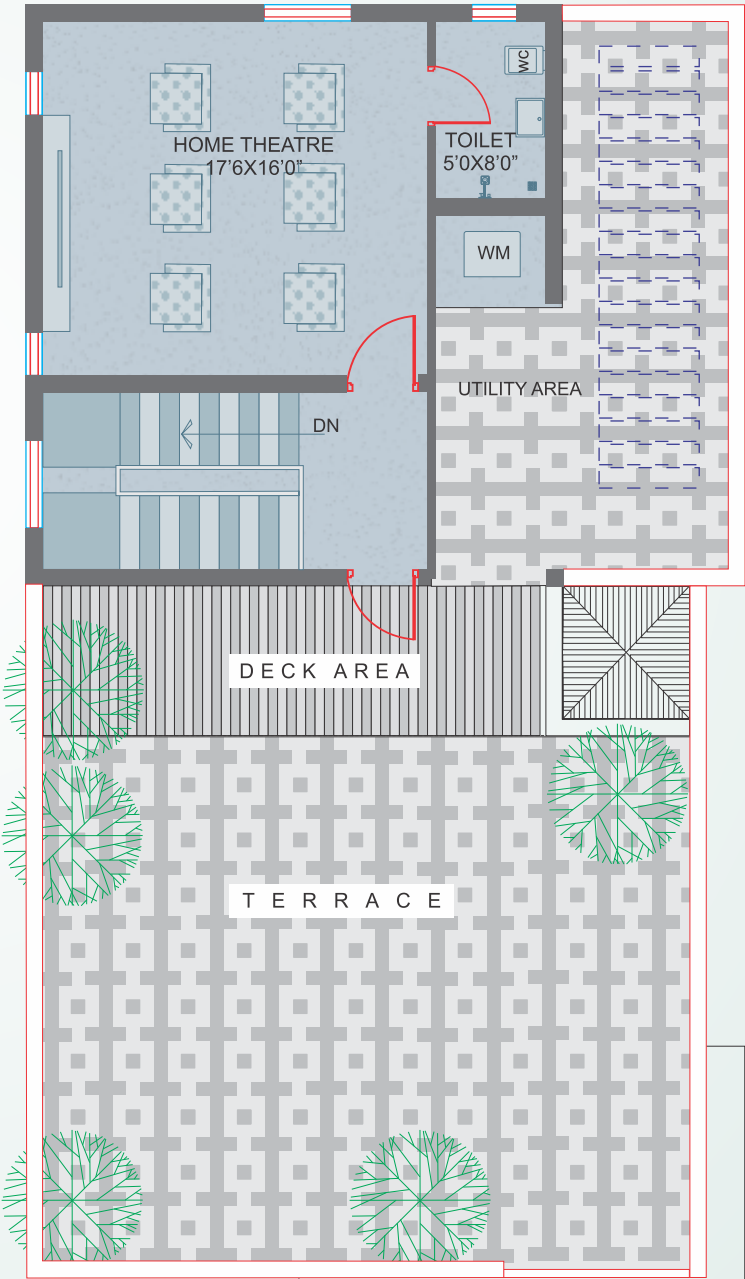 WC
HOME THEATRE
17'6X16'0"
TOILET
5'0X8'0"
WM
UTILITY AREA
DN
DECK AREA
TERRACE